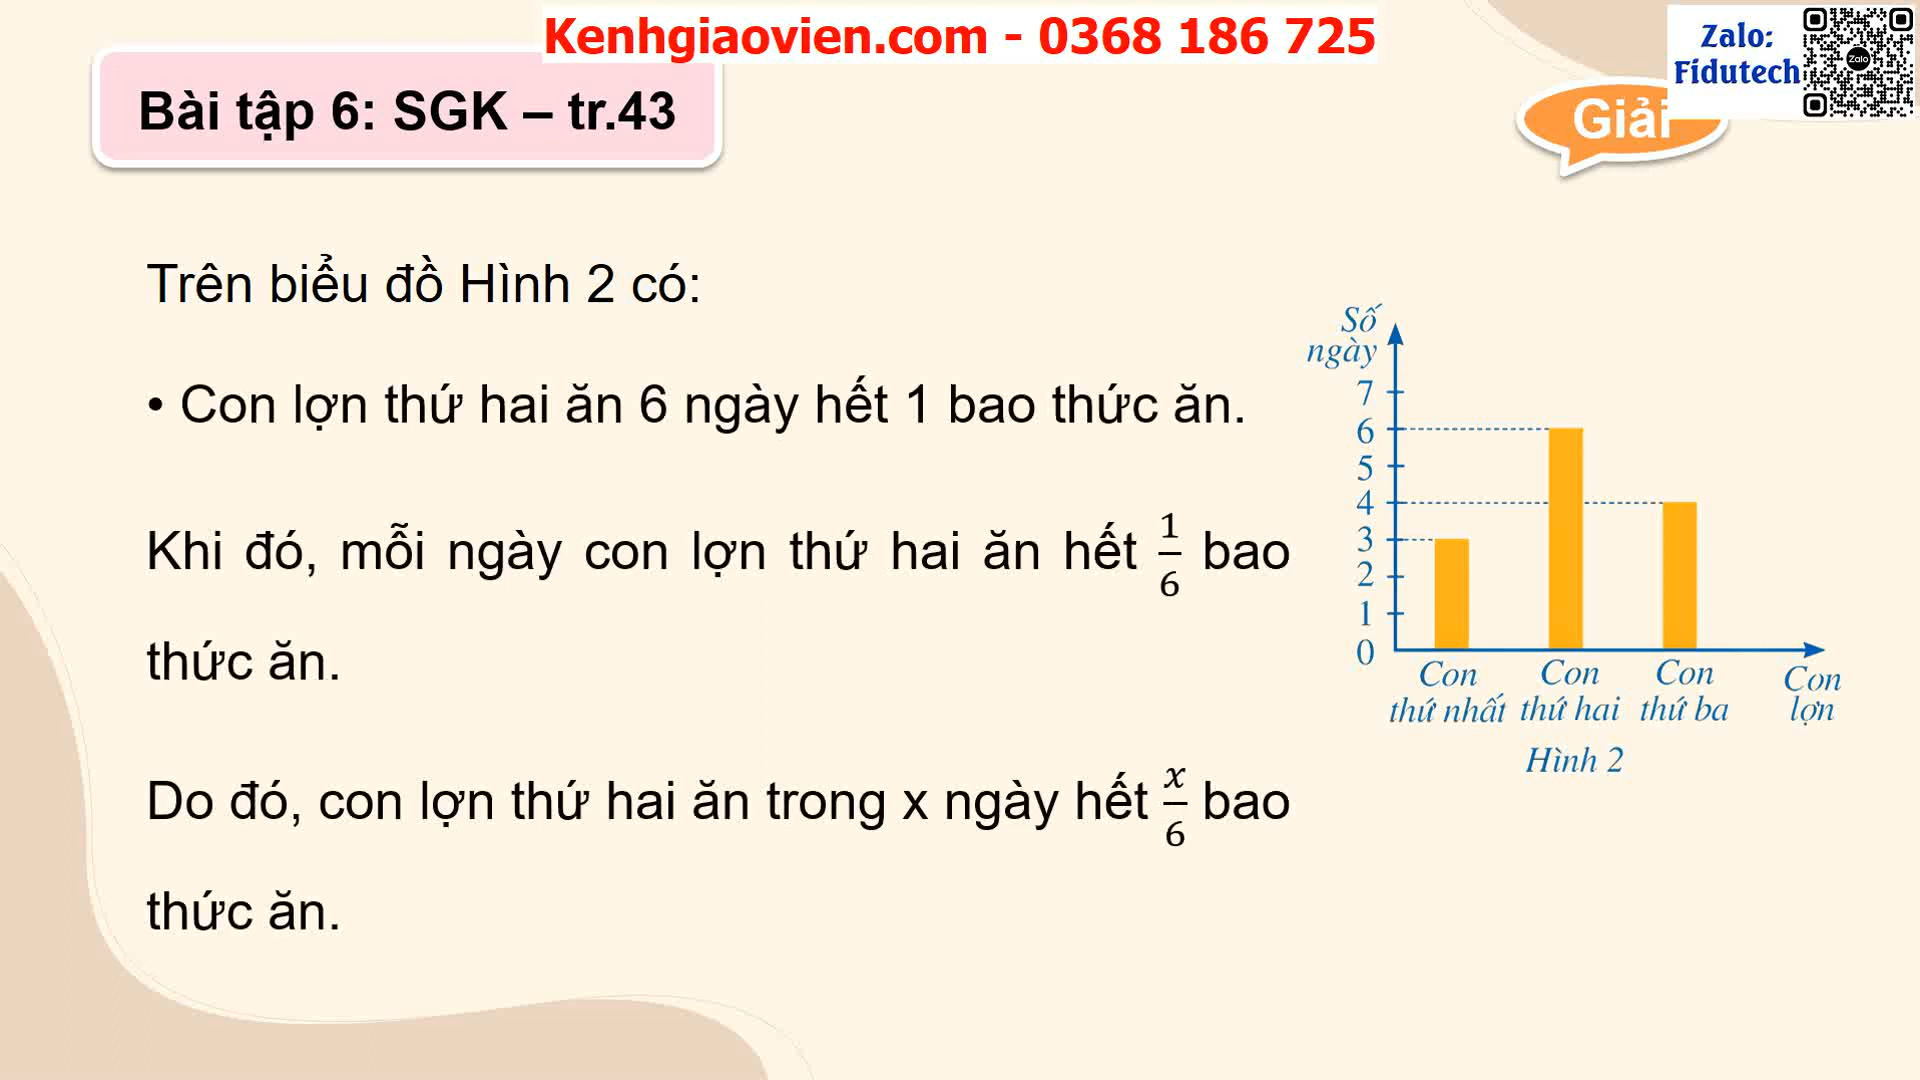 Kenhgiaovien.com - 0368 186 725
Zalo:
Fidutech
Zalo
Bài tập 6: SGK – tr.43
Giải
Trên biểu đồ Hình 2 có:
• Con lợn thứ hai ăn 6 ngày hết 1 bao thức ăn.
Khi đó, mỗi ngày con lợn thứ hai ăn hết 1/6 bao
thức ăn.
Do đó, con lợn thứ hai ăn trong x ngày hết x/6 bao
thức ăn.
Số
ngày
7
6
5
4
3
2
1
0
Con thứ nhất
Con thứ hai
Con thứ ba
Con lợn
Hình 2